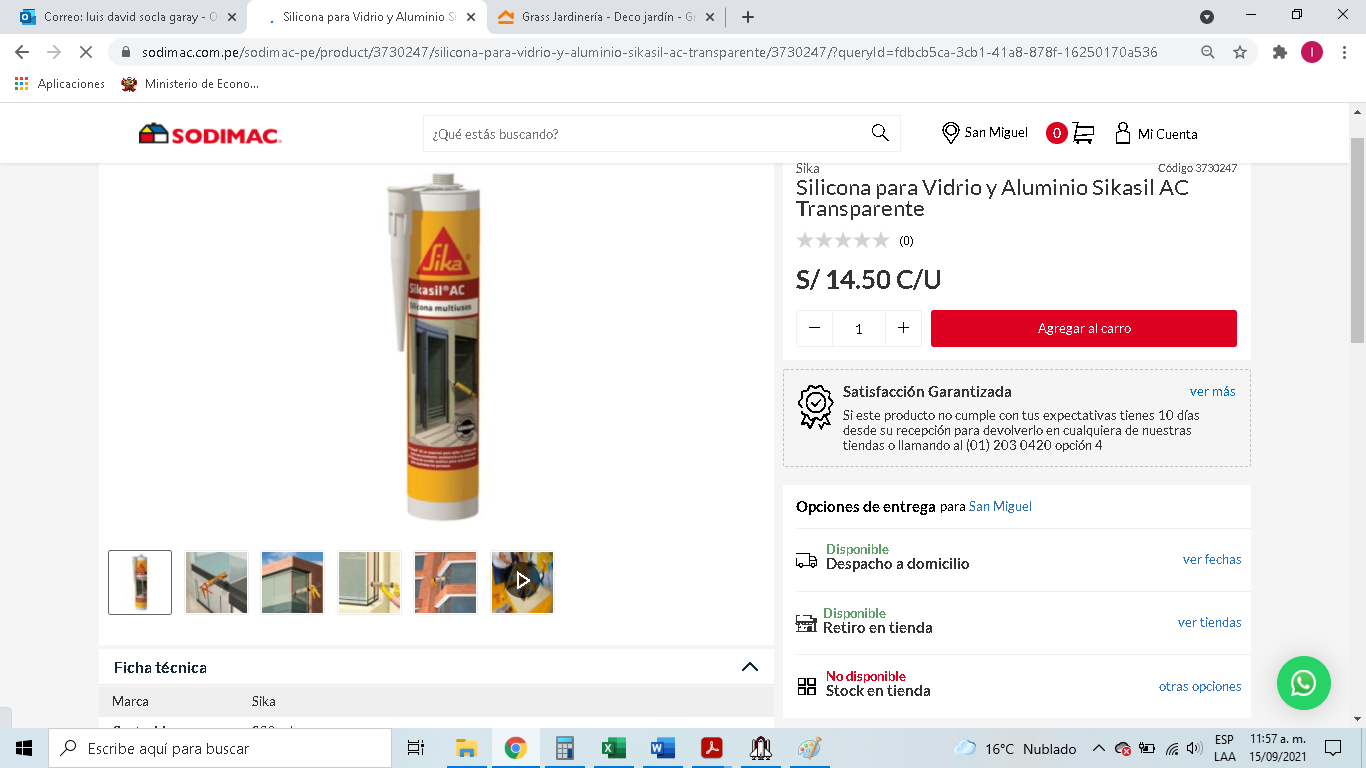 Correo: luis david socla garay - O
Silicona para Vidrio y Aluminio Si
Grass Jardinería - Deco jardín - Gr
sodimac.com.pe/sodimac-pe/product/3730247/silicona-para-vidrio-y-aluminio-sikasil-ac-transparente/3730247/?queryId=fdbcb5ca-3cb1-41a8-878f-16250170a536
I
Aplicaciones
Ministerio de Econo...
SODIMAC
¿Qué estás buscando?
San Miguel
0
Mi Cuenta
Sika
Código 3730247
Silicona para Vidrio y Aluminio Sikasil AC
Transparente
(0)
S/ 14.50 C/U
1
Agregar al carro
Sika
Sikasil®AC
Silicona multiusos
Satisfacción Garantizada
ver más
Si este producto no cumple con tus expectativas tienes 10 días
desde su recepción para devolverlo en cualquiera de nuestras
tiendas o llamando al (01) 203 0420 opción 4
Opciones de entrega para San Miguel
Disponible
Despacho a domicilio
ver fechas
Disponible
Retiro en tienda
ver tiendas
No disponible
Stock en tienda
otras opciones
Ficha técnica
Marca
Sika
Escribe aquí para buscar
16°C Nublado
ESP
LAA
11:57 a. m.
15/09/2021